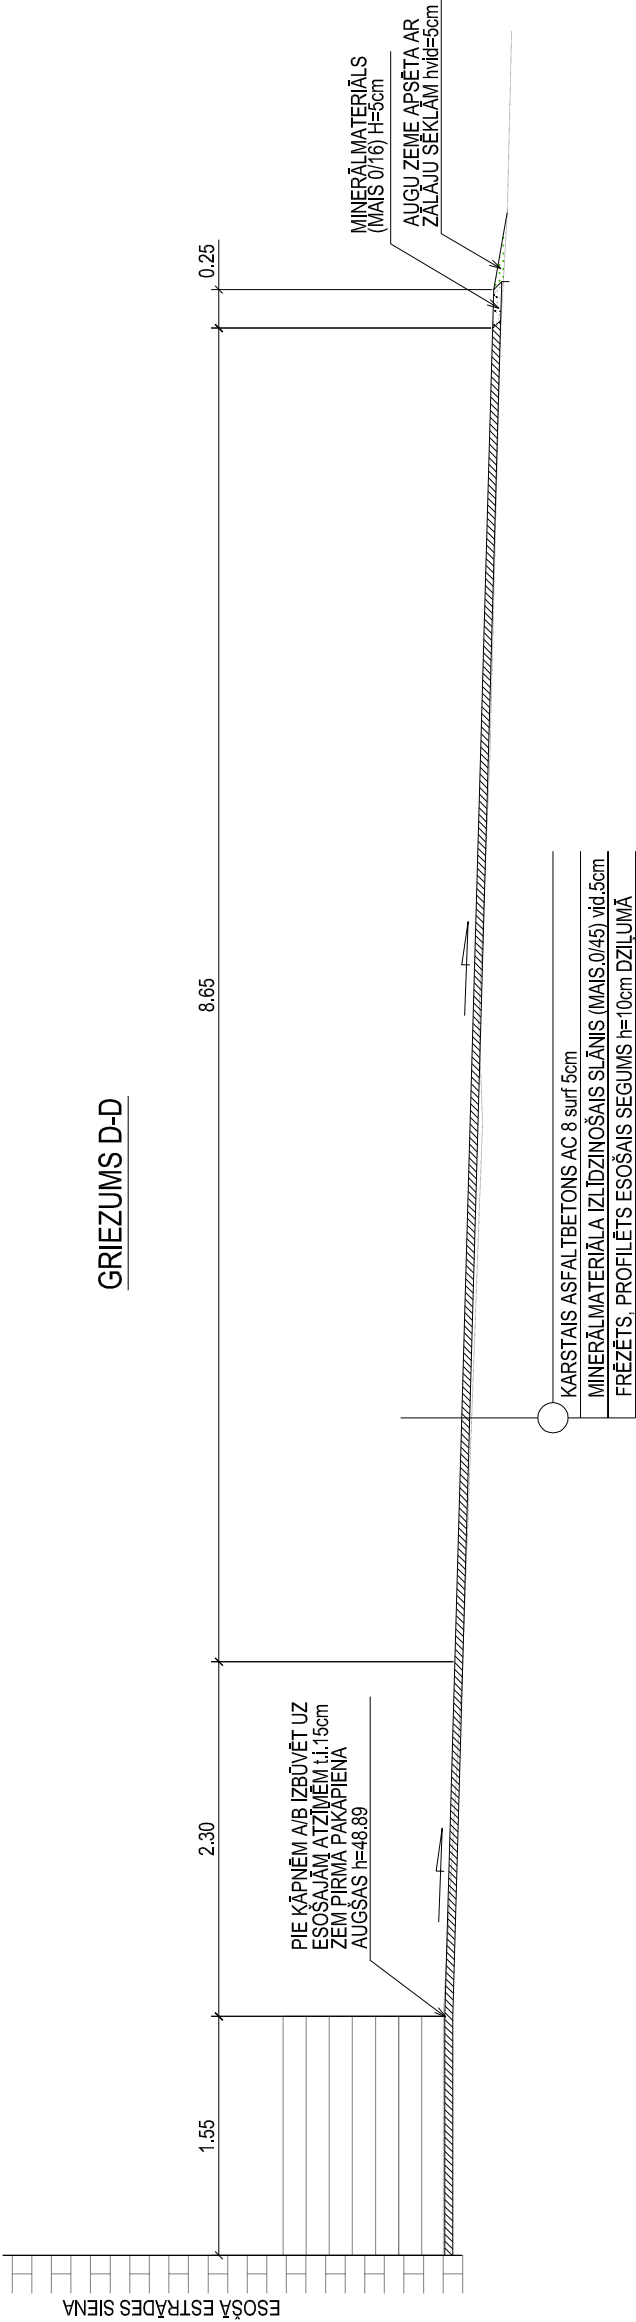 GRIEZUMS D-D
ESOŠĀ ESTRĀDES SIENA
1.55
2.30
8.65
0.25
PIE KĀPNĒM A/B IZBŪVĒT UZ
ESOŠAJĀM ATZĪMĒM t.i.15cm
ZEM PIRMĀ PAKĀPIENA
AUGŠAS h=48.89
MINERĀLMATERIĀLS
(MAIS 0/16) H=5cm
AUGU ZEME APSĒTA AR
ZĀLĀJU SĒKLĀM hvid=5cm
KARSTAIS ASFALTBETONS AC 8 surf 5cm
MINERĀLMATERIĀLA IZLĪDZINOŠAIS SLĀNIS (MAIS.0/45) vid.5cm
FRĒZĒTS, PROFILĒTS ESOŠAIS SEGUMS h=10cm DZIĻUMĀ